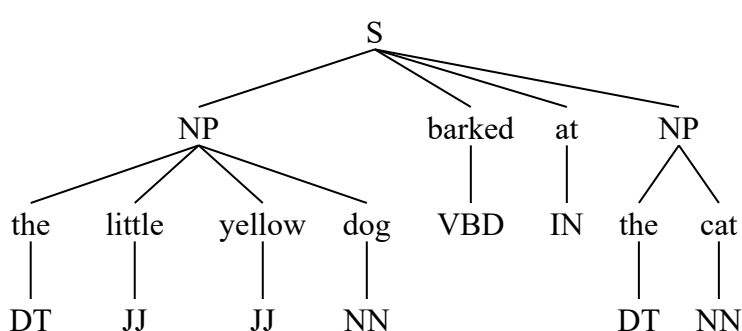 S
NP barked at NP
the little yellow dog VBD IN the cat
DT JJ JJ NN DT NN